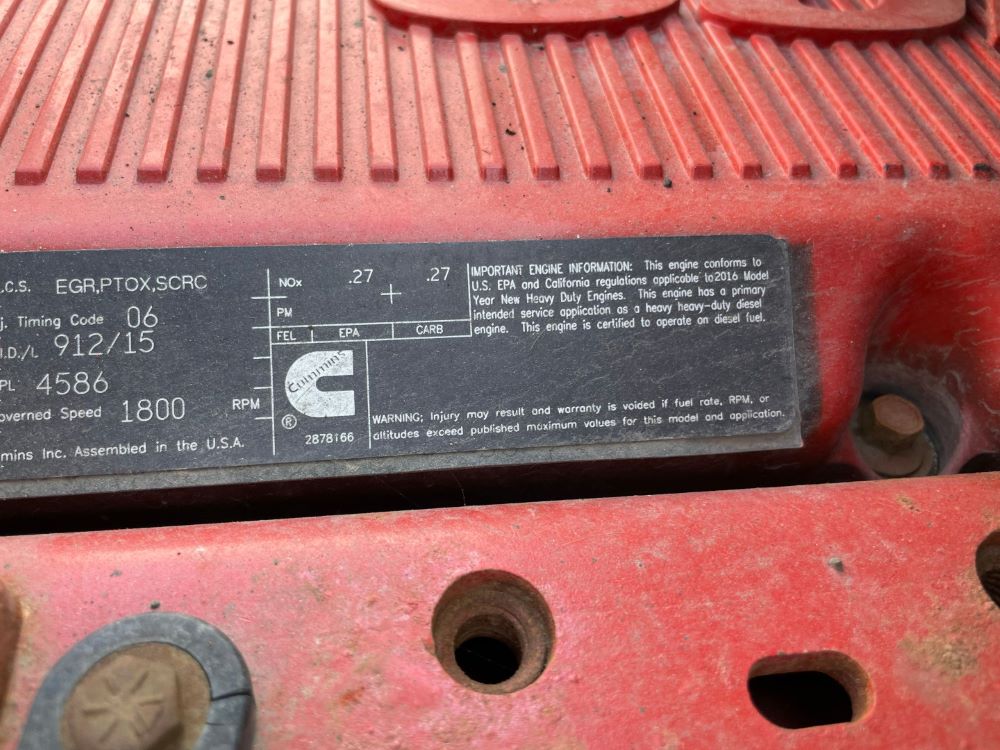 .C.S. EGR,PTOX,SCRC
j. Timing Code 06
.D./L 912/15
PL 4586
overned Speed 1800 RPM
mins Inc. Assembled in the U.S.A.
NOx .27 .27
PM
FEL EPA CARB
Cummins
®
2878166
IMPORTANT ENGINE INFORMATION: This engine conforms to
U.S. EPA and California regulations applicable to2016 Model
Year New Heavy Duty Engines. This engine has a primary
intended service application as a heavy heavy-duty diesel
engine. This engine is certified to operate on diesel fuel.
WARNING: Injury may result and warranty is voided if fuel rate, RPM, or
altitudes exceed published maximum values for this model and application.